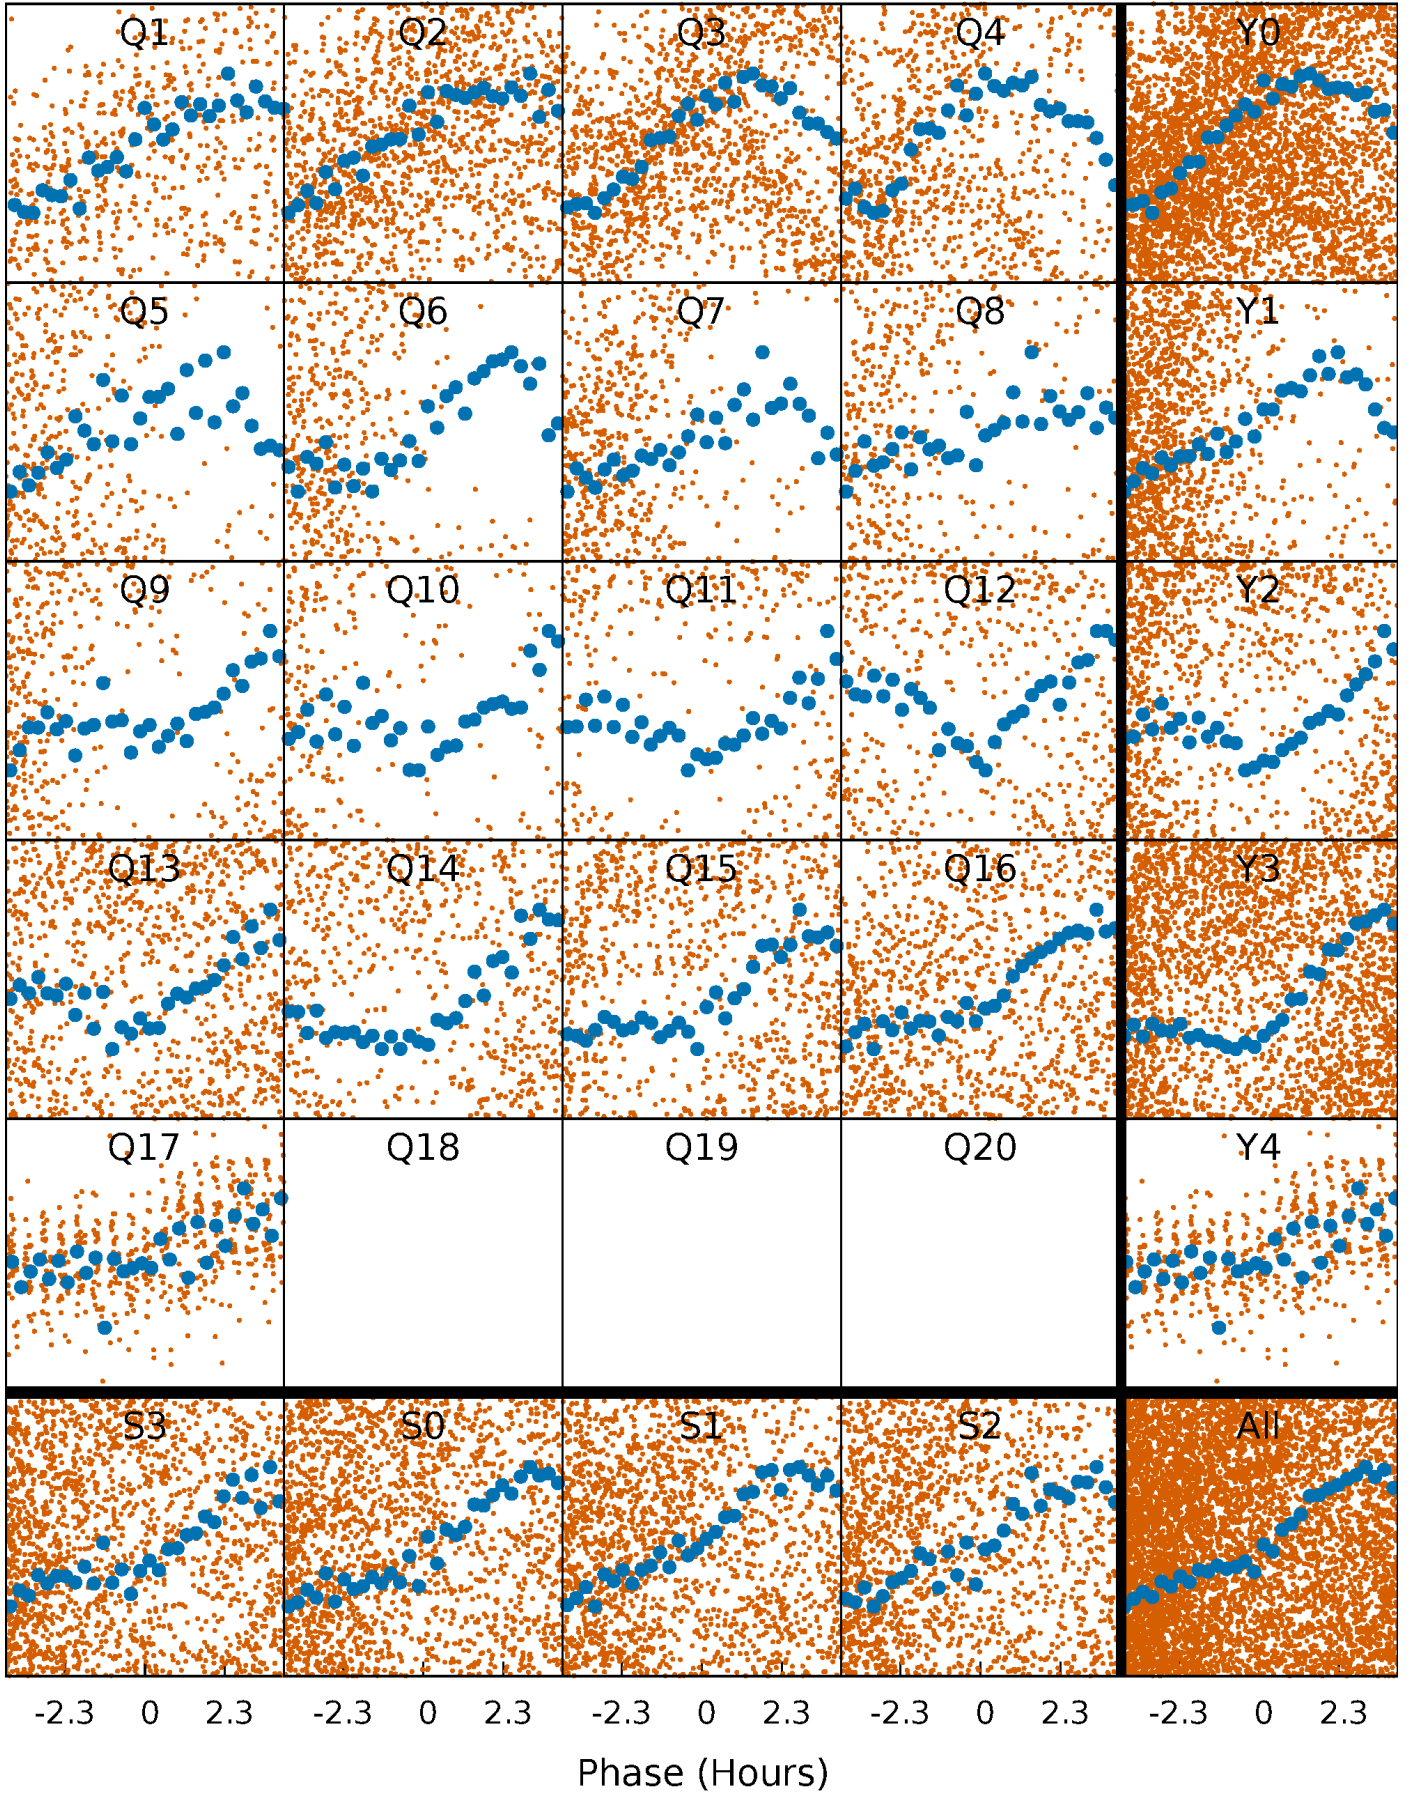 Q1 Q2 Q3 Q4 Y0
Q5 Q6 Q7 Q8 Y1
Q9 Q10 Q11 Q12 Y2
Q13 Q14 Q15 Q16 Y3
Q17 Q18 Q19 Q20 Y4
S3 S0 S1 S2 All
-2.3 0 2.3 -2.3 0 2.3 -2.3 0 2.3 -2.3 0 2.3 -2.3 0 2.3
Phase (Hours)